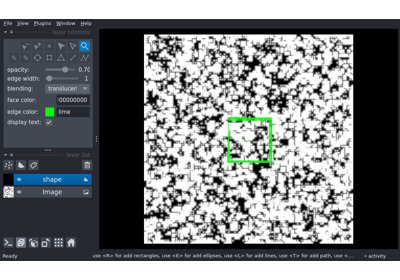 File View Plugins Window Help
layer controls
opacity: 0.70
edge width: 1
blending: translucen
face color: 00000000
edge color: lime
display text:
layer list
shape
Image
Ready use <R> for add rectangles, use <E> for add ellipses, use <L> for add lines, use <T> for add path, use <... activity